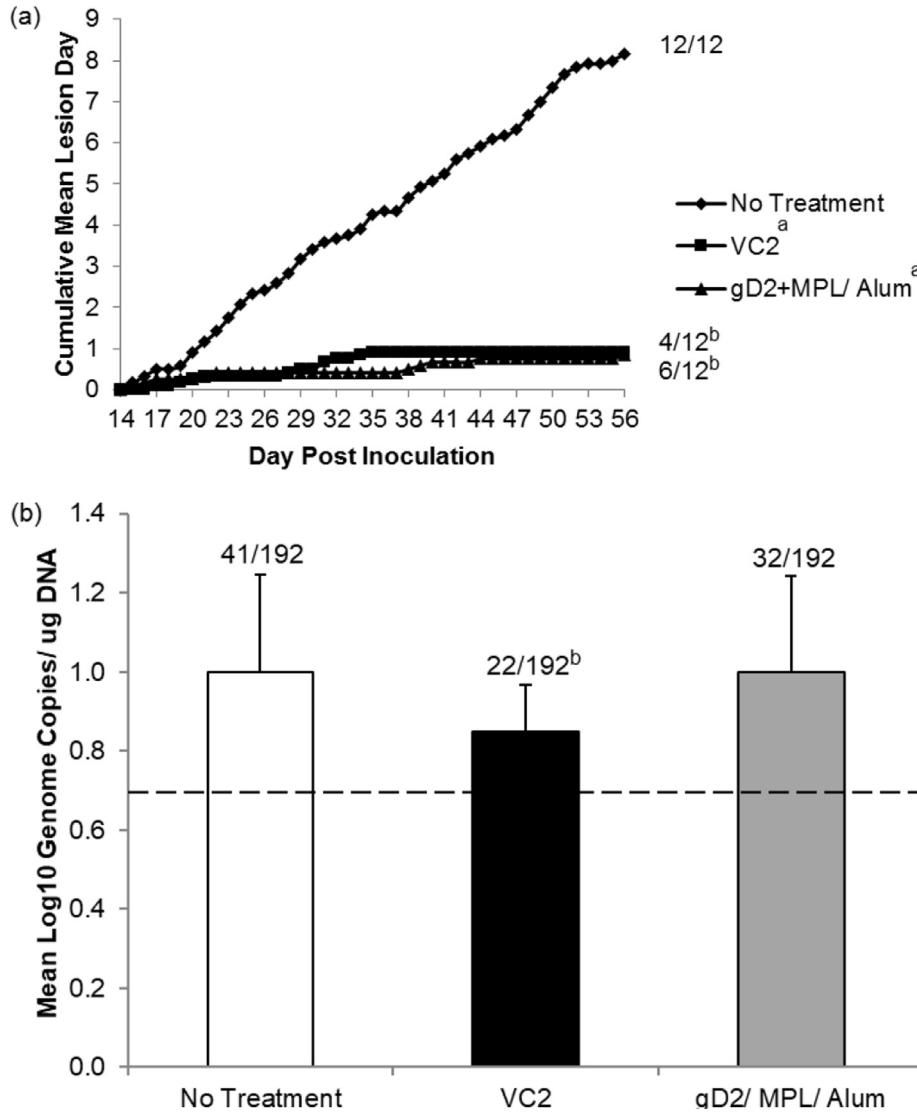 (a)
Cumulative Mean Lesion Day
9
8
7
6
5
4
3
2
1
0
14 17 20 23 26 29 32 35 38 41 44 47 50 53 56
Day Post Inoculation
12/12
4/12b
6/12b
No Treatment
VC2a
gD2+MPL/ Aluma
(b)
Mean Log10 Genome Copies/ ug DNA
1.4
1.2
1.0
0.8
0.6
0.4
0.2
0.0
41/192
22/192b
32/192
No Treatment VC2 gD2/ MPL/ Alum